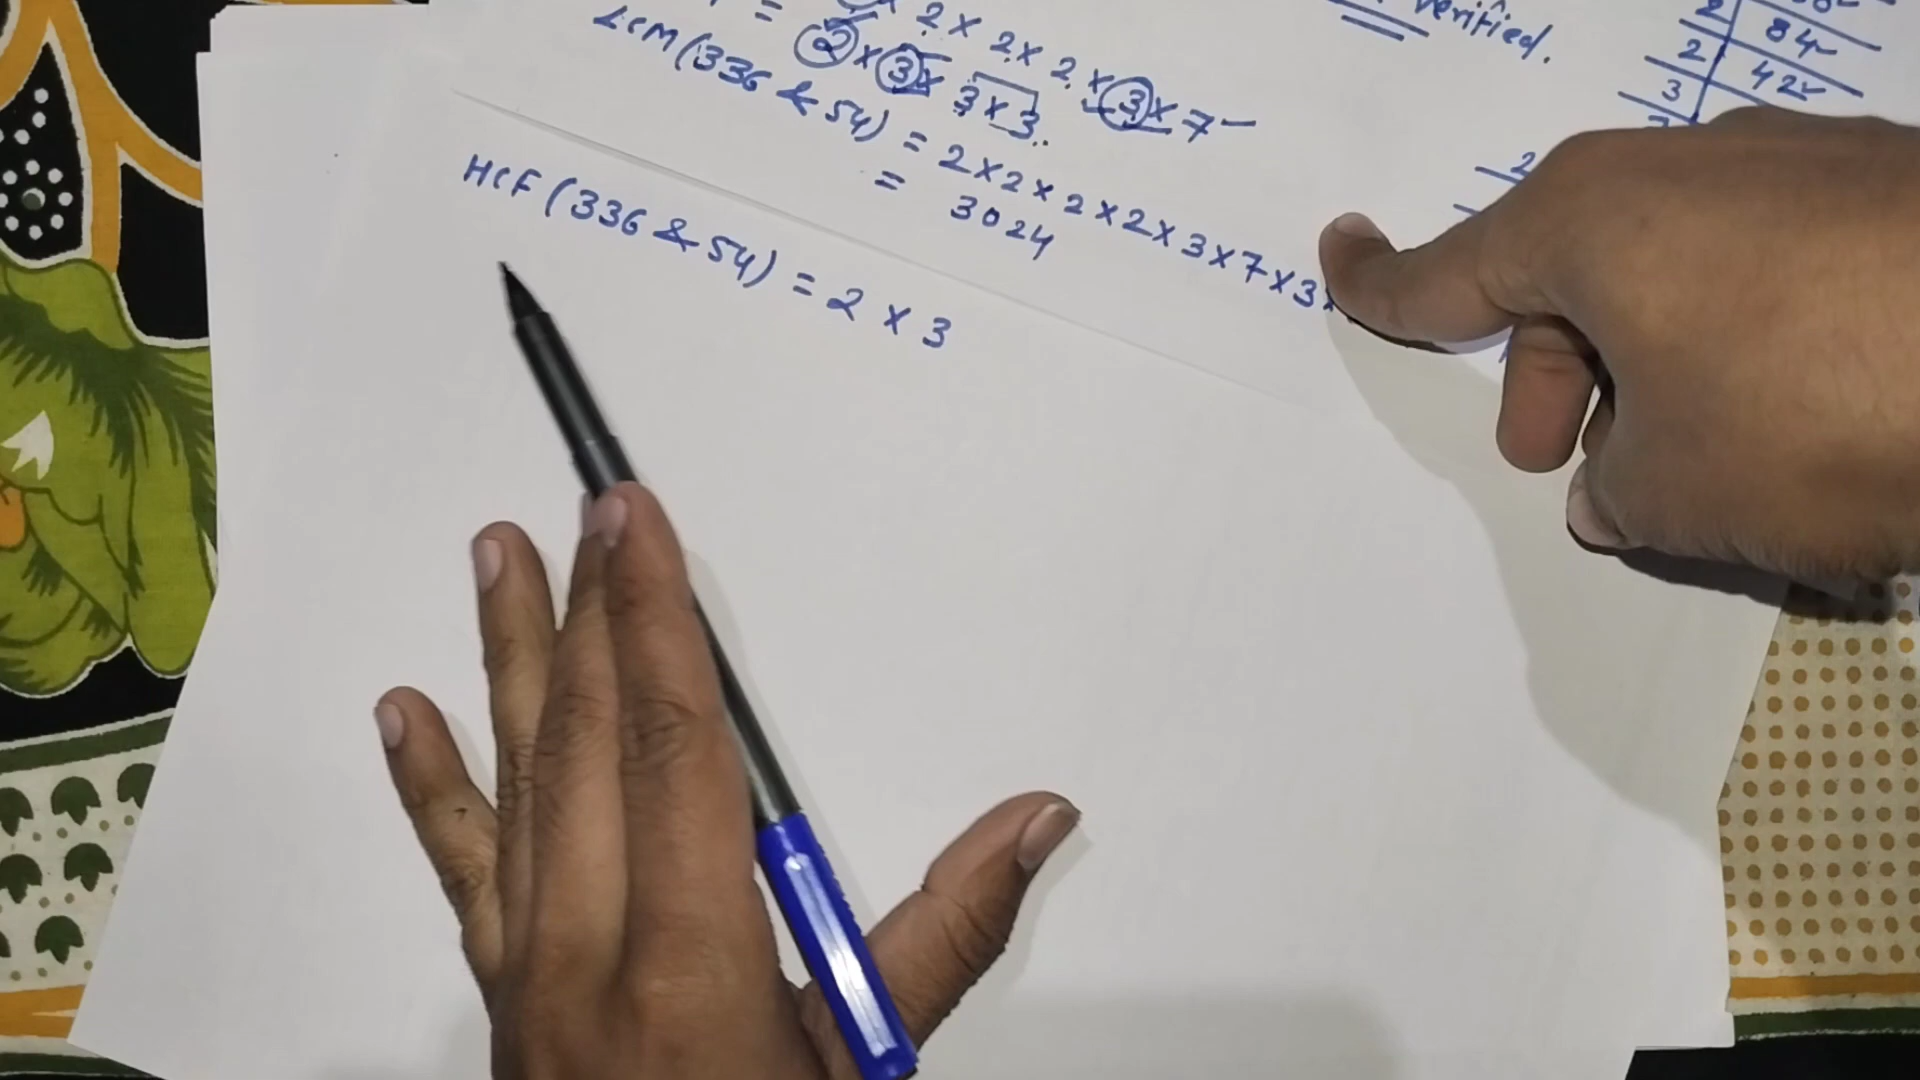 = 2 x 2 x 2 x 3 x 7
= 2 x 3 x 3 x 3
LCM (336 & 54) = 2 x 2 x 2 x 2 x 3 x 7 x 3 x
= 3024
HCF (336 & 54) = 2 x 3
verified.
2 84
2 42
3
2